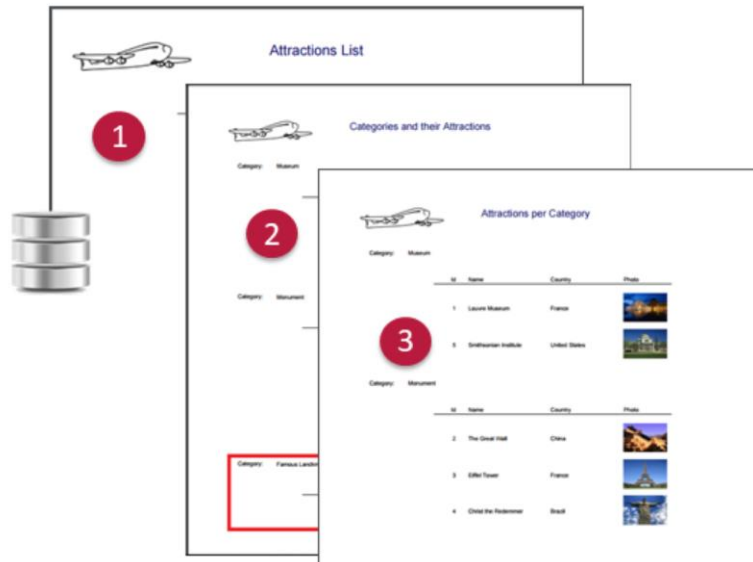 Attractions List
1
Categories and their Attractions
Category: Museum
2
Category: Monument
Category: Famous
Attractions per Category
Category: Museum
Id Name Country Photo
1 Louvre Museum France
5 Smithsonian Institute United States
3
Category: Monument
Id Name Country Photo
2 The Great Wall China
3 Eiffel Tower France
4 Christ the Redemmer Brazil